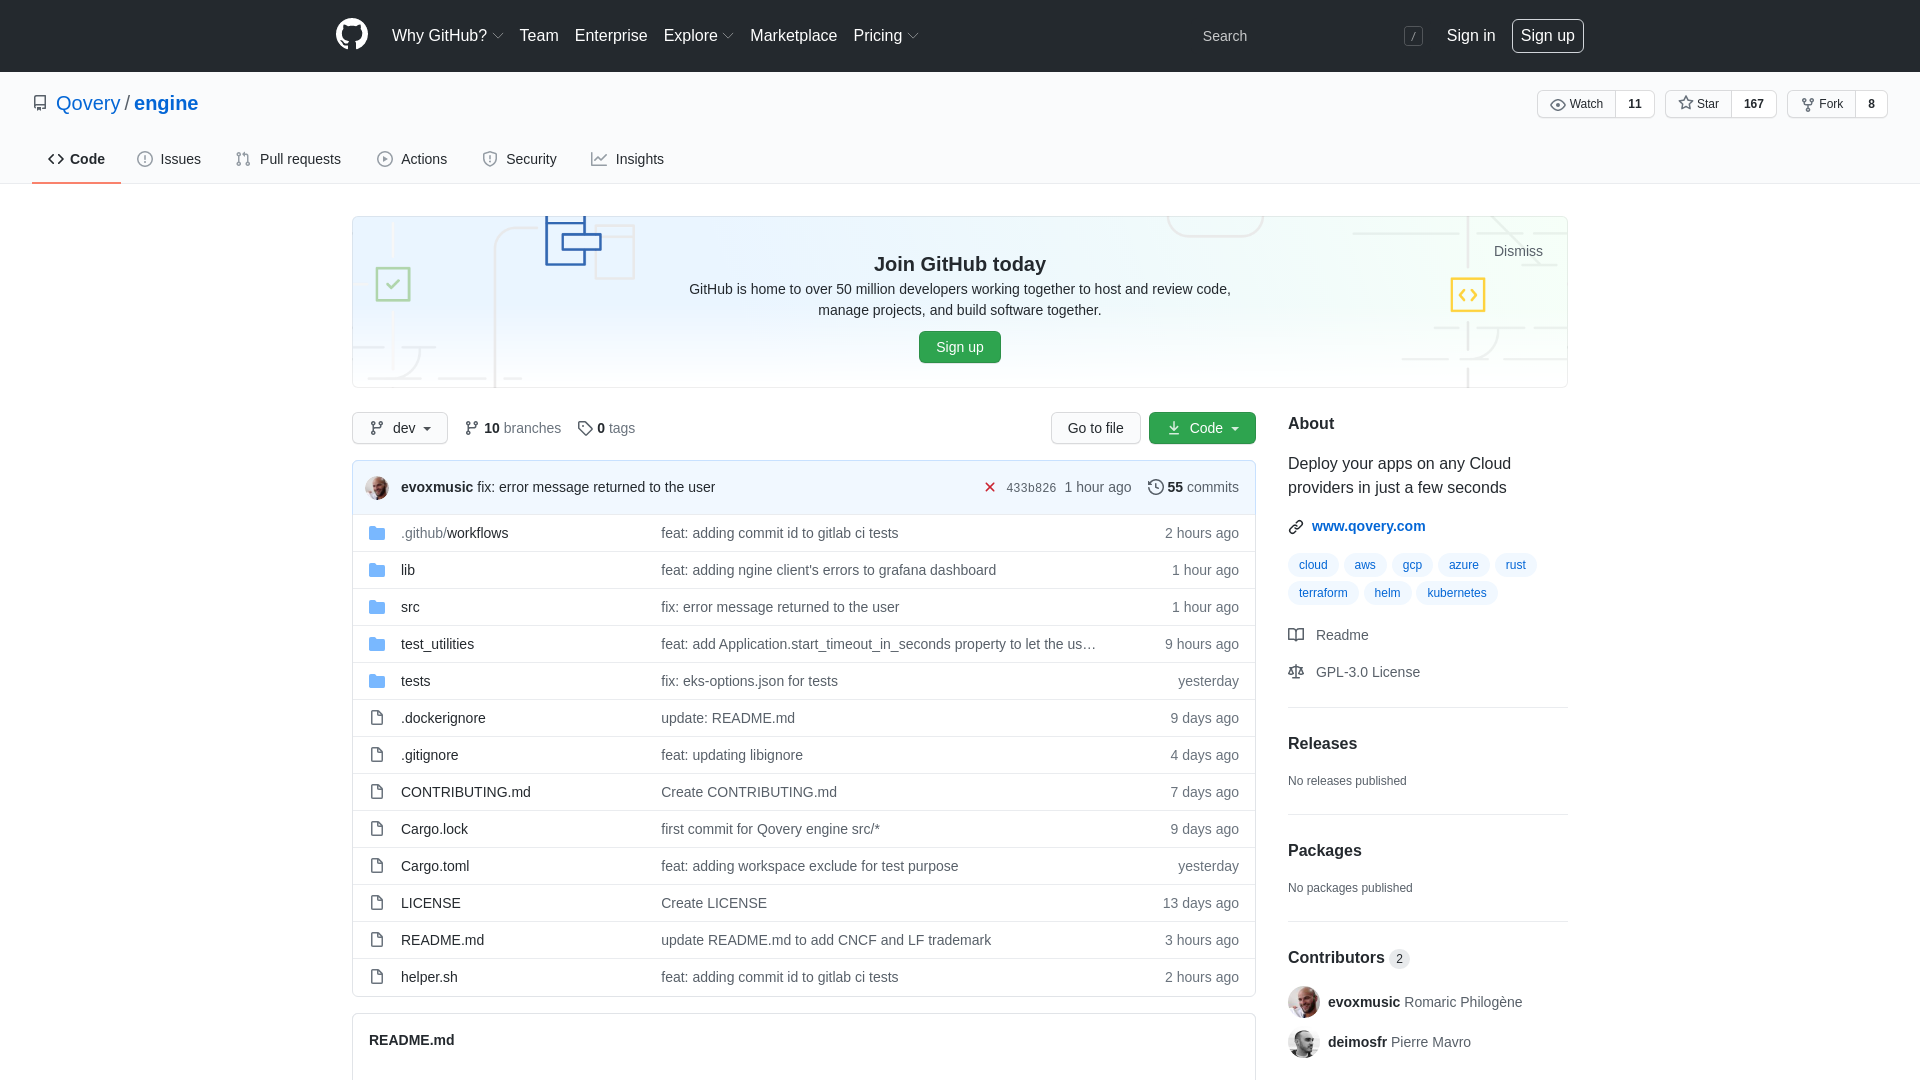 Why GitHub? Team Enterprise Explore Marketplace Pricing Search / Sign in Sign up
Qovery / engine Watch 11 Star 167 Fork 8
Code Issues Pull requests Actions Security Insights
Dismiss
Join GitHub today
GitHub is home to over 50 million developers working together to host and review code,
manage projects, and build software together.
Sign up
dev 10 branches 0 tags Go to file Code
evoxmusic fix: error message returned to the user 433b826 1 hour ago 55 commits
.github/workflows feat: adding commit id to gitlab ci tests 2 hours ago
lib feat: adding ngine client's errors to grafana dashboard 1 hour ago
src fix: error message returned to the user 1 hour ago
test_utilities feat: add Application.start_timeout_in_seconds property to let the us… 9 hours ago
tests fix: eks-options.json for tests yesterday
.dockerignore update: README.md 9 days ago
.gitignore feat: updating libignore 4 days ago
CONTRIBUTING.md Create CONTRIBUTING.md 7 days ago
Cargo.lock first commit for Qovery engine src/* 9 days ago
Cargo.toml feat: adding workspace exclude for test purpose yesterday
LICENSE Create LICENSE 13 days ago
README.md update README.md to add CNCF and LF trademark 3 hours ago
helper.sh feat: adding commit id to gitlab ci tests 2 hours ago
README.md
About
Deploy your apps on any Cloud
providers in just a few seconds
www.qovery.com
cloud aws gcp azure rust
terraform helm kubernetes
Readme
GPL-3.0 License
Releases
No releases published
Packages
No packages published
Contributors 2
evoxmusic Romaric Philogène
deimosfr Pierre Mavro